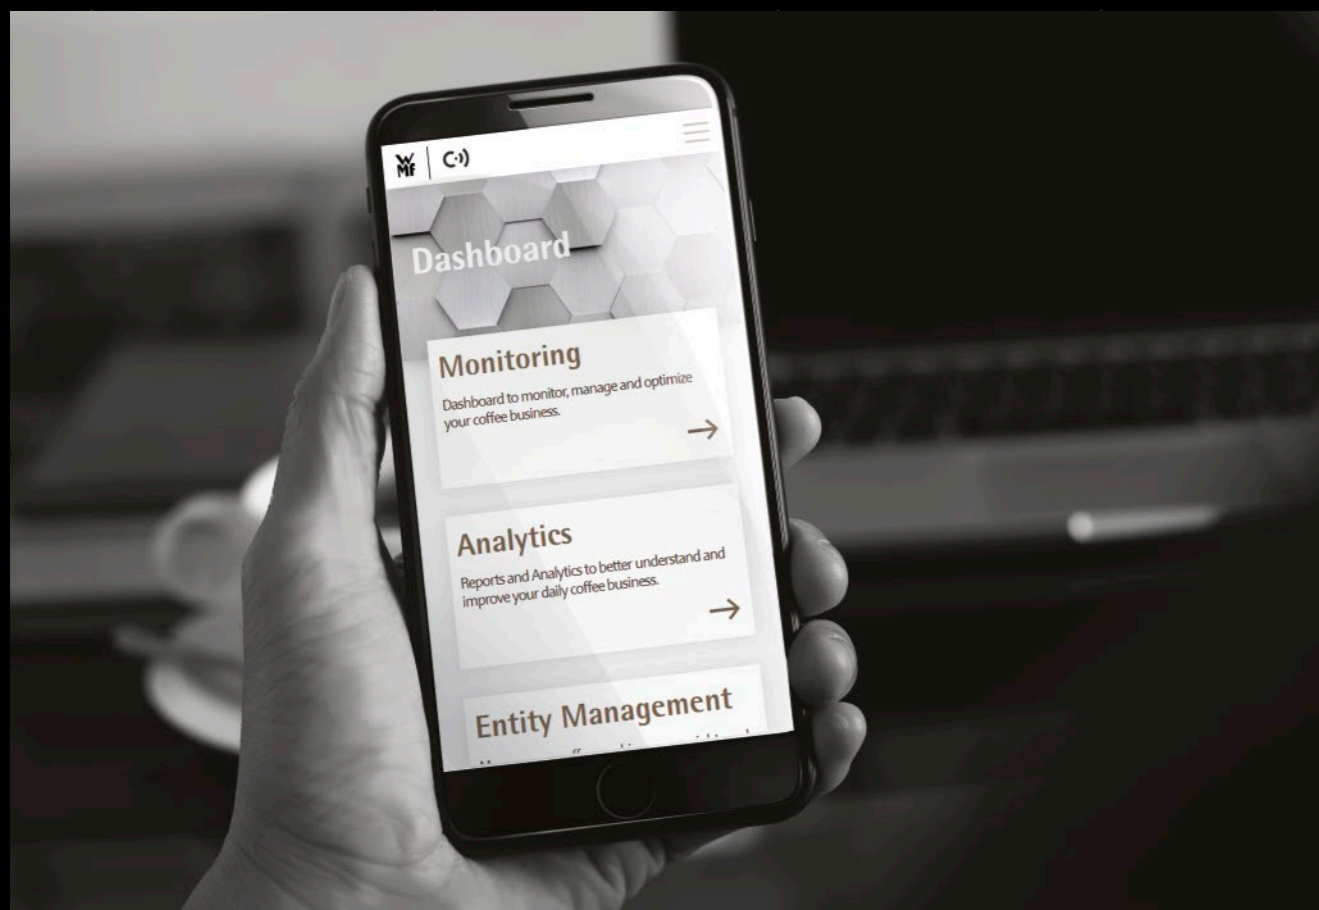 WMF
Dashboard
Monitoring
Dashboard to monitor, manage and optimize
your coffee business.
Analytics
Reports and Analytics to better understand and
improve your daily coffee business.
Entity Management